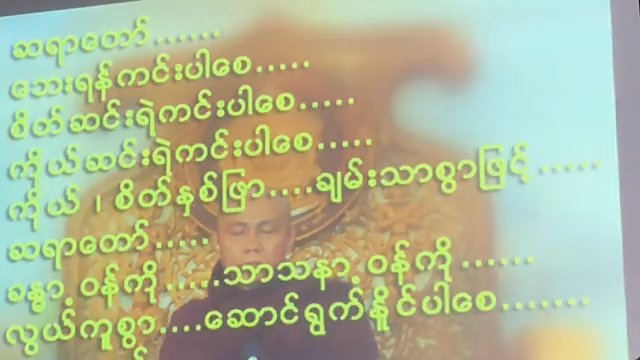 ဆရာတော်......
ဘေးရန်ကင်းပါစေ.....
စိတ်ဆင်းရဲကင်းပါစေ.....
ကိုယ်ဆင်းရဲကင်းပါစေ.....
ကိုယ် ၊ စိတ်နှစ်ဖြာ....ချမ်းသာစွာဖြင့် ......
ဆရာတော်.....
ခန္ဓာ့ ဝန်ကို ......သာသနာ့ ဝန်ကို ......
လွယ်ကူစွာ....ဆောင်ရွက်နိူင်ပါစေ.......